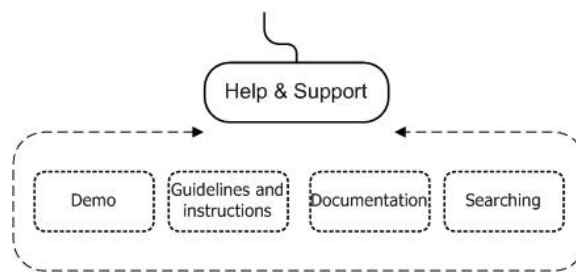 Help & Support
Demo
Guidelines and
instructions
Documentation
Searching